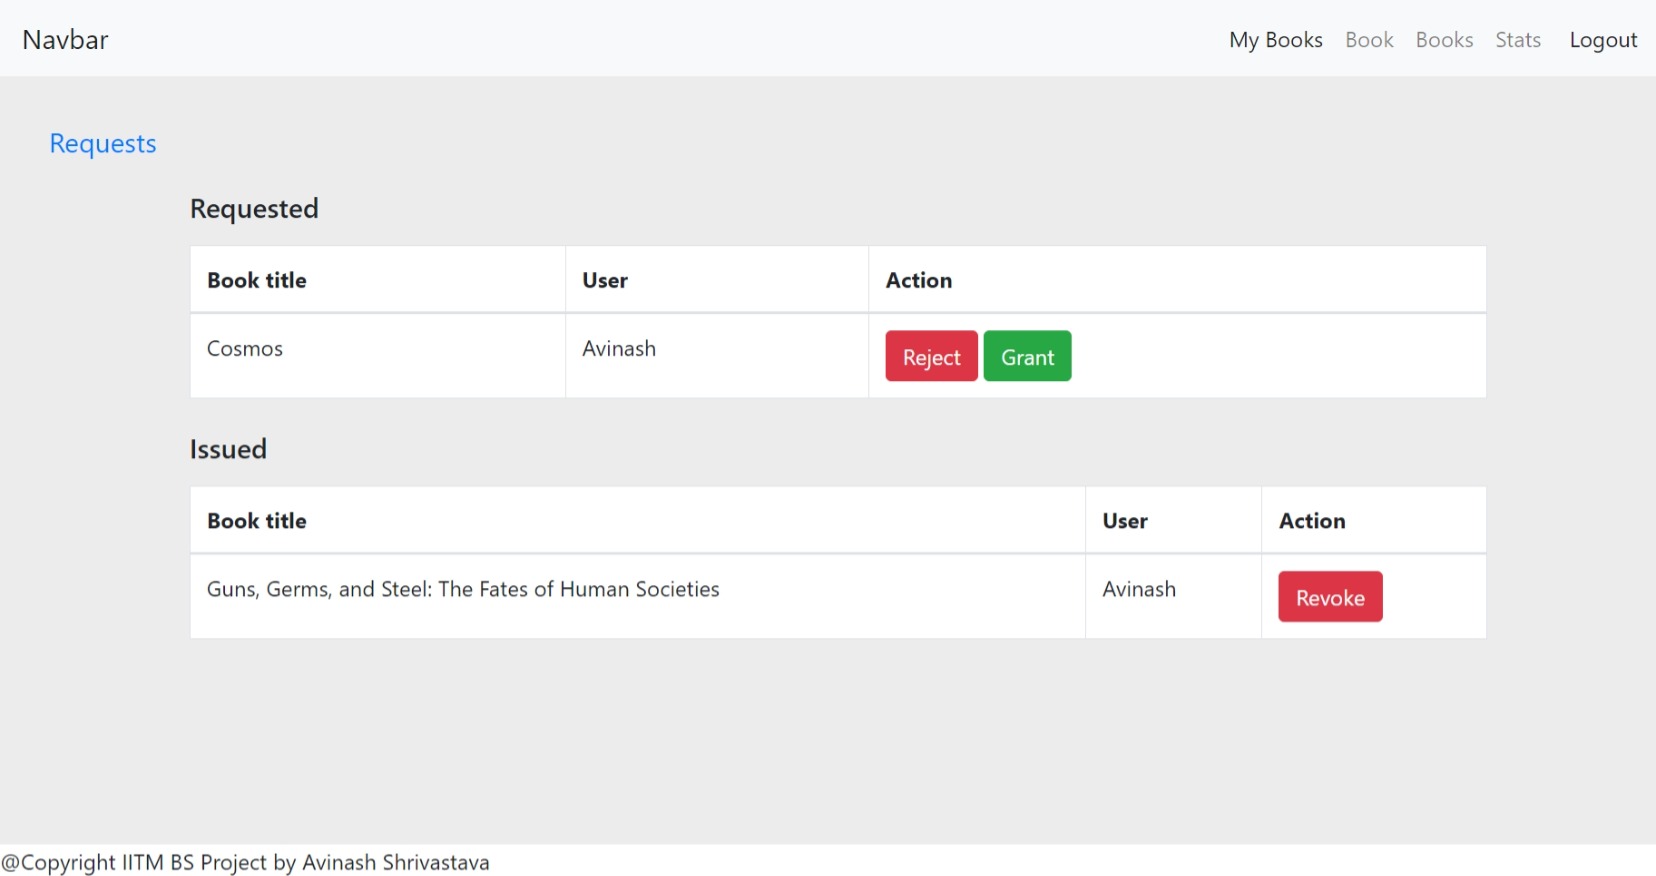 Navbar My Books Book Books Stats Logout
Requests
Requested
Book title User Action
Cosmos Avinash Reject Grant
Issued
Book title User Action
Guns, Germs, and Steel: The Fates of Human Societies Avinash Revoke
@Copyright IITM BS Project by Avinash Shrivastava